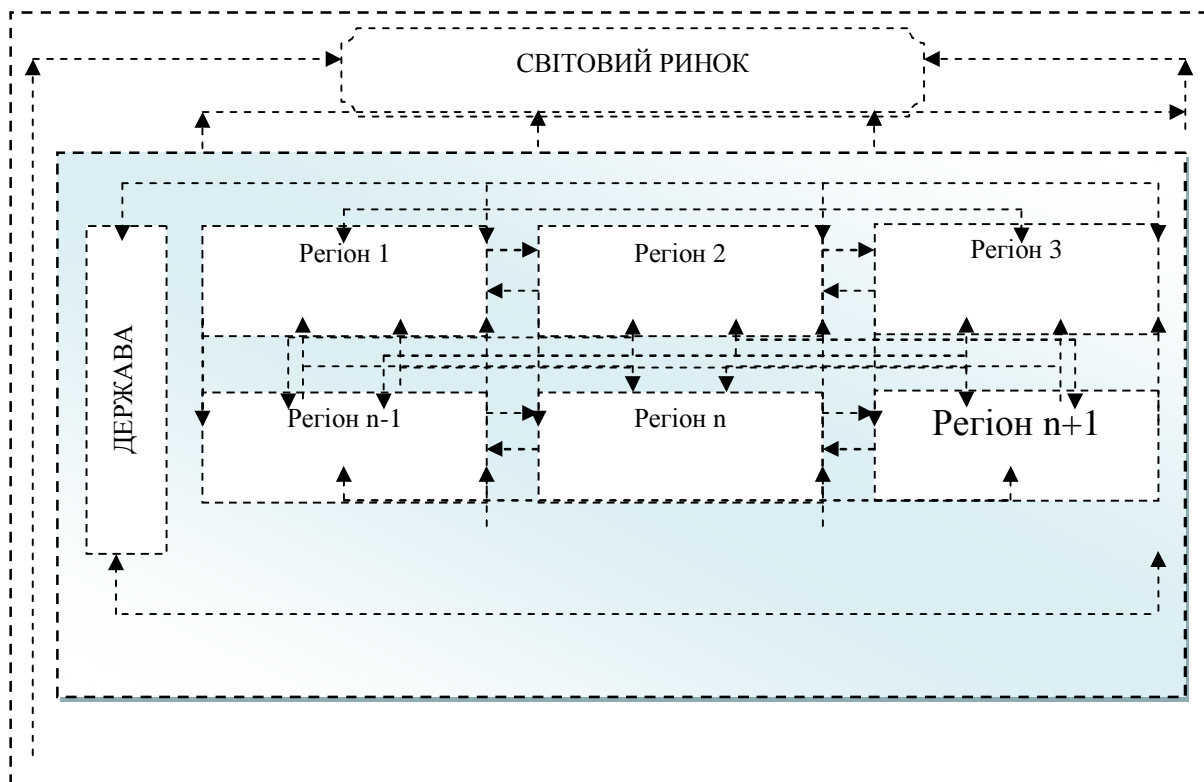 СВІТОВИЙ РИНОК
ДЕРЖАВА
Регіон 1
Регіон 2
Регіон 3
Регіон n-1
Регіон n
Регіон n+1